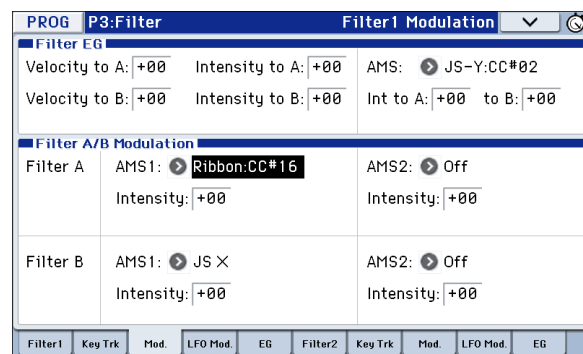 PROG P3:Filter Filter1 Modulation
Filter EG
Velocity to A: +00 Intensity to A: +00 AMS: JS-Y:CC#02
Velocity to B: +00 Intensity to B: +00 Int to A: +00 to B: +00
Filter A/B Modulation
Filter A AMS1: Ribbon:CC#16 AMS2: Off
Intensity: +00 Intensity: +00
Filter B AMS1: JS X AMS2: Off
Intensity: +00 Intensity: +00
Filter1 Key Trk Mod. LFO Mod. EG Filter2 Key Trk Mod. LFO Mod. EG